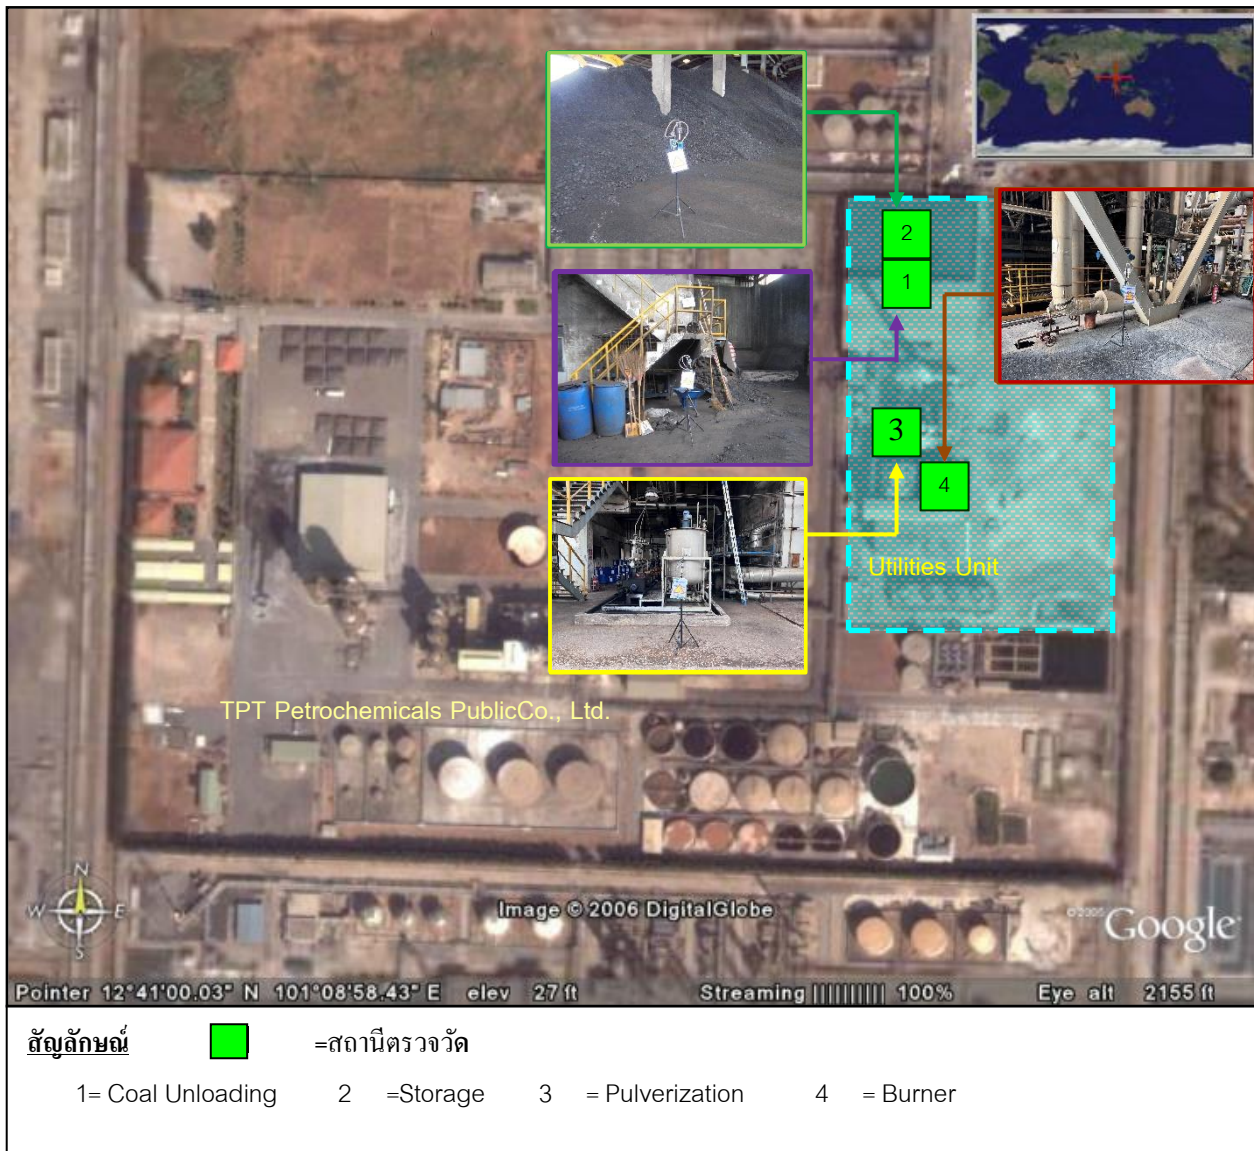 2
1
3
4
Utilities Unit
TPT Petrochemicals PublicCo., Ltd.
N
W E
S
Image © 2006 DigitalGlobe
©2005 Google
Pointer 12°41'00.03" N 101°08'58.43" E elev 27 ft Streaming ||||||||| 100% Eye alt 2155 ft
สัญลักษณ์ =สถานีตรวจวัด
1= Coal Unloading 2 =Storage 3 = Pulverization 4 = Burner